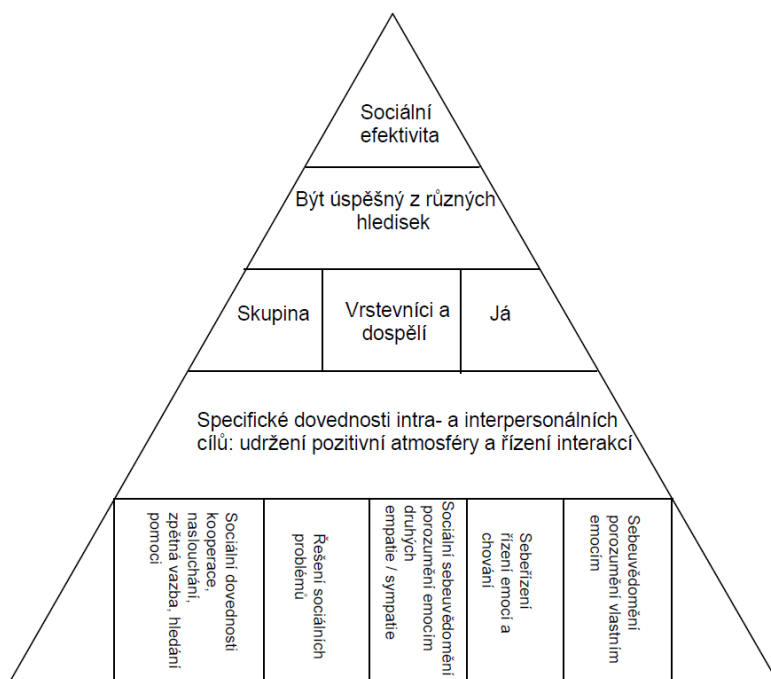 Sociální
efektivita
Být úspěšný z různých
hledisek
Skupina
Vrstevníci a
dospělí
Já
Specifické dovednosti intra- a interpersonálních
cílů: udržení pozitivní atmosféry a řízení interakcí
Sociální dovednosti
kooperace,
naslouchání,
zpětná vazba, hledání
pomoci
Řešení sociálních
problémů
Sociální sebeuvědomění
porozumění emocím
druhých
empatie / sympatie
Sebeřízení
řízení emocí a
chování
Sebeuvědomění
porozumění vlastním
emocím